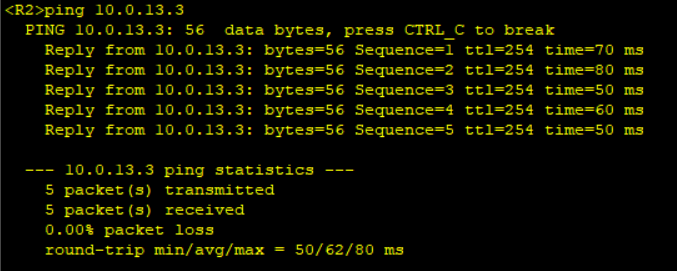 <R2>ping 10.0.13.3
PING 10.0.13.3: 56  data bytes, press CTRL_C to break
Reply from 10.0.13.3: bytes=56 Sequence=1 ttl=254 time=70 ms
Reply from 10.0.13.3: bytes=56 Sequence=2 ttl=254 time=80 ms
Reply from 10.0.13.3: bytes=56 Sequence=3 ttl=254 time=50 ms
Reply from 10.0.13.3: bytes=56 Sequence=4 ttl=254 time=60 ms
Reply from 10.0.13.3: bytes=56 Sequence=5 ttl=254 time=50 ms
--- 10.0.13.3 ping statistics ---
5 packet(s) transmitted
5 packet(s) received
0.00% packet loss
round-trip min/avg/max = 50/62/80 ms